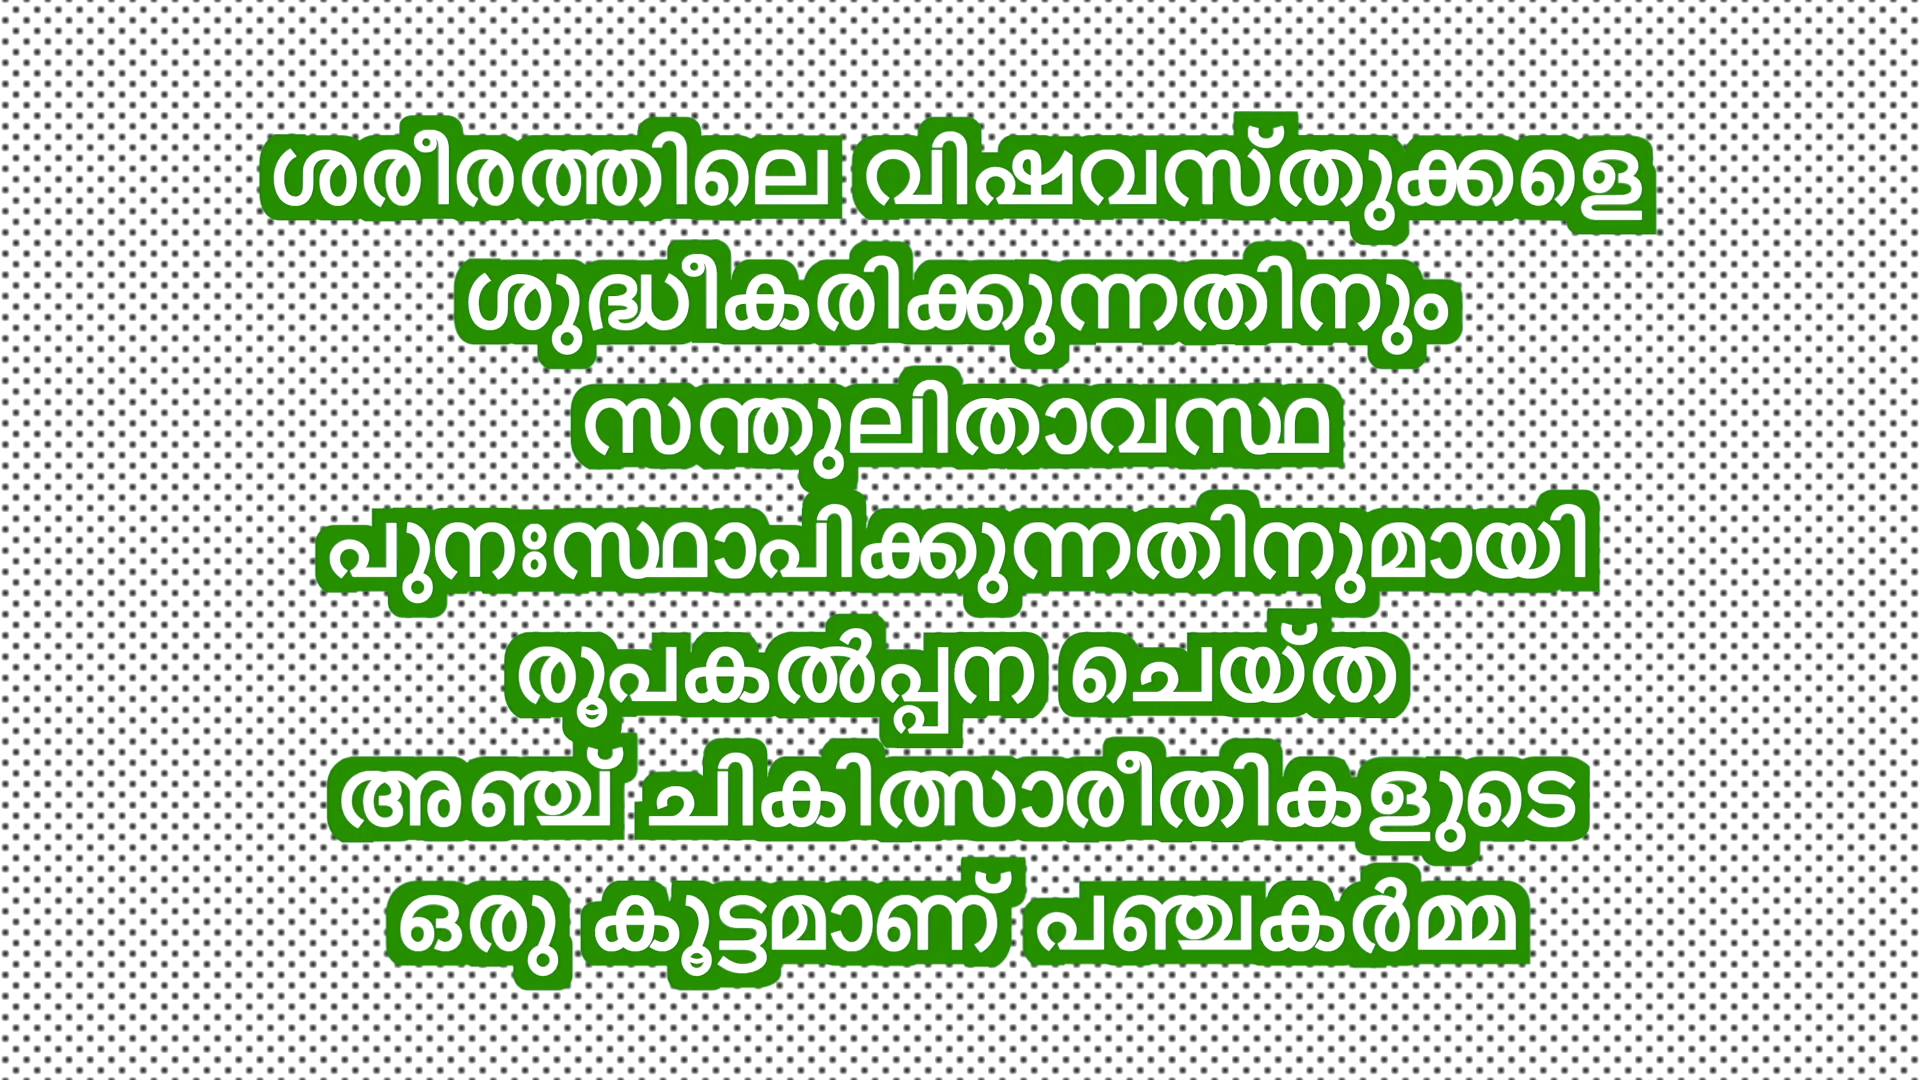 ശരീരത്തിലെ വിഷവസ്തുക്കളെ
ശുദ്ധീകരിക്കുന്നതിനും
സന്തുലിതാവസ്ഥ
പുനഃസ്ഥാപിക്കുന്നതിനുമായി
രൂപകൽപ്പന ചെയ്ത
അഞ്ച് ചികിത്സാരീതികളുടെ
ഒരു കൂട്ടമാണ് പഞ്ചകർമ്മ